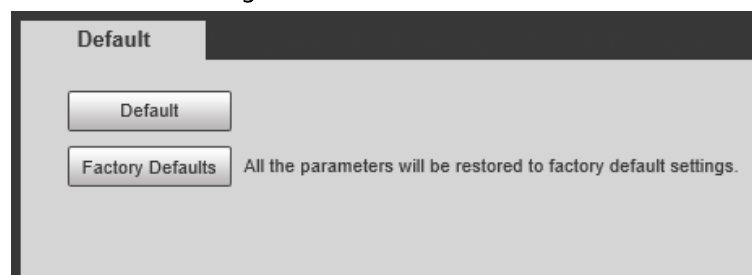 Default
Default
Factory Defaults All the parameters will be restored to factory default settings.